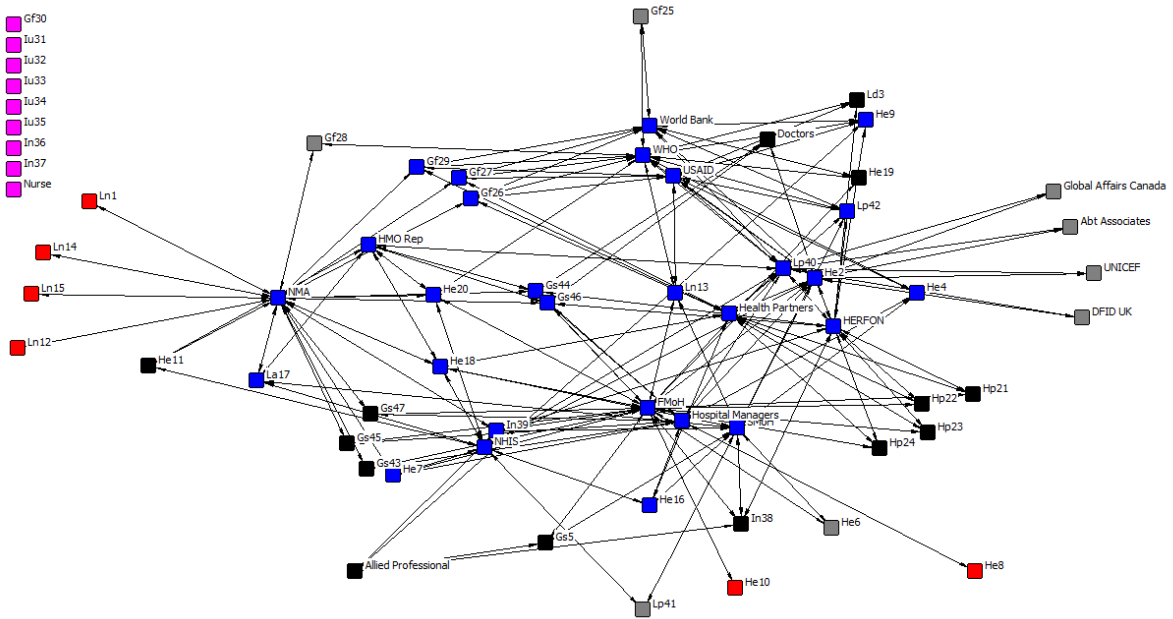 Gf30
Iu31
Iu32
Iu33
Iu34
Iu35
In36
In37
Nurse
Gf25
Ld3
He9
World Bank
Doctors
Gf28
WHO
Gf29
Gf27
USAID
He19
Gf26
Global Affairs Canada
Ln1
Lp42
Abt Associates
HMO Rep
Ln14
Lp40
UNICEF
He2
Ln15
NMA
He20
Gs44
Gs46
Ln13
He4
Health Partners
DFID UK
HERFON
Ln12
He11
He18
La17
Hp21
Hp22
FMoH
Gs47
Hospital Managers
SMoH
In39
Hp23
Gs45
NHIS
Hp24
Gs43
He7
He16
In38
He6
Gs5
Allied Professional
He8
He10
Lp41